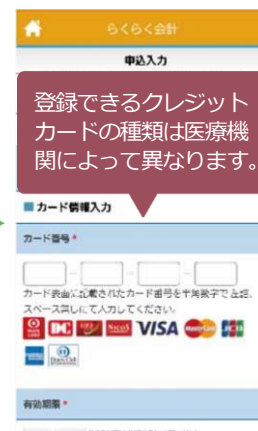 らくらく会計
申込入力
登録できるクレジット
カードの種類は医療機
関によって異なります。
カード情報入力
カード番号*
カード表面に記載されたカード番号を半角数字で左詰、
スペース無しにて入力してください。
DC NICOS VISA MasterCard JCB
Diners Club
有効期限*